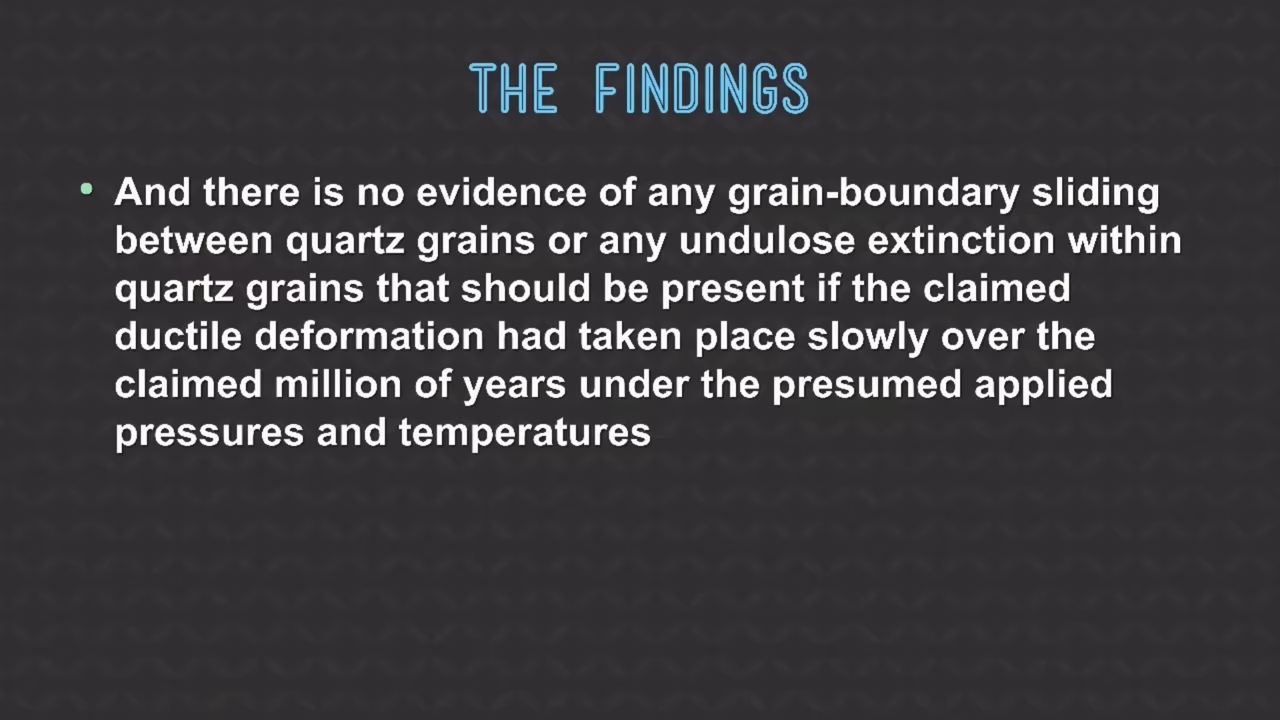 THE FINDINGS
• And there is no evidence of any grain-boundary sliding
between quartz grains or any undulose extinction within
quartz grains that should be present if the claimed
ductile deformation had taken place slowly over the
claimed million of years under the presumed applied
pressures and temperatures